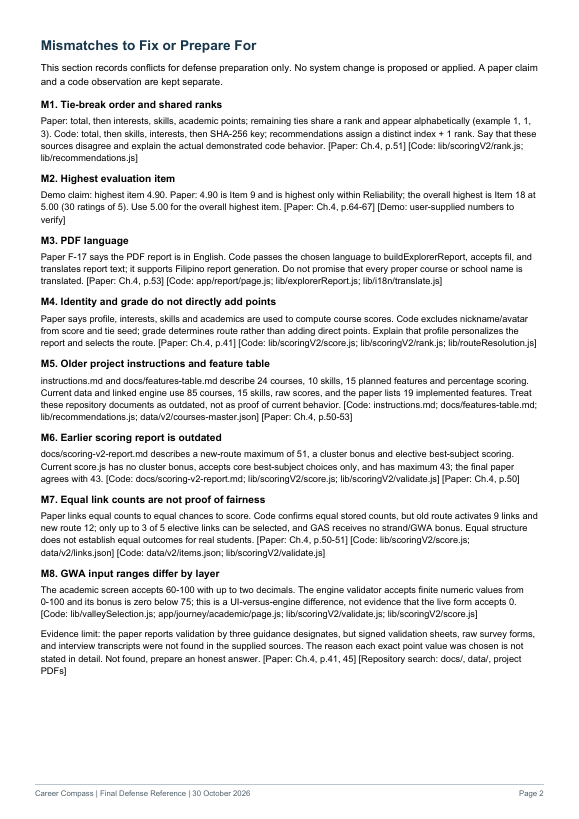 Mismatches to Fix or Prepare For
This section records conflicts for defense preparation only. No system change is proposed or applied. A paper claim
and a code observation are kept separate.
M1. Tie-break order and shared ranks
Paper: total, then interests, skills, academic points; remaining ties share a rank and appear alphabetically (example 1, 1,
3). Code: total, then skills, interests, then SHA-256 key; recommendations assign a distinct index + 1 rank. Say that these
sources disagree and explain the actual demonstrated code behavior. [Paper: Ch.4, p.51] [Code: lib/scoringV2/rank.js;
lib/recommendations.js]
M2. Highest evaluation item
Demo claim: highest item 4.90. Paper: 4.90 is Item 9 and is highest only within Reliability; the overall highest is Item 18 at
5.00 (30 ratings of 5). Use 5.00 for the overall highest item. [Paper: Ch.4, p.64-67] [Demo: user-supplied numbers to
verify]
M3. PDF language
Paper F-17 says the PDF report is in English. Code passes the chosen language to buildExplorerReport, accepts fil, and
translates report text; it supports Filipino report generation. Do not promise that every proper course or school name is
translated. [Paper: Ch.4, p.53] [Code: app/report/page.js; lib/explorerReport.js; lib/i18n/translate.js]
M4. Identity and grade do not directly add points
Paper says profile, interests, skills and academics are used to compute course scores. Code excludes nickname/avatar
from score and tie seed; grade determines route rather than adding direct points. Explain that profile personalizes the
report and selects the route. [Paper: Ch.4, p.41] [Code: lib/scoringV2/score.js; lib/scoringV2/rank.js; lib/routeResolution.js]
M5. Older project instructions and feature table
instructions.md and docs/features-table.md describe 24 courses, 10 skills, 15 planned features and percentage scoring.
Current data and linked engine use 85 courses, 15 skills, raw scores, and the paper lists 19 implemented features. Treat
these repository documents as outdated, not as proof of current behavior. [Code: instructions.md; docs/features-table.md;
lib/recommendations.js; data/v2/courses-master.json] [Paper: Ch.4, p.50-53]
M6. Earlier scoring report is outdated
docs/scoring-v2-report.md describes a new-route maximum of 51, a cluster bonus and elective best-subject scoring.
Current score.js has no cluster bonus, accepts core best-subject choices only, and has maximum 43; the final paper
agrees with 43. [Code: docs/scoring-v2-report.md; lib/scoringV2/score.js; lib/scoringV2/validate.js] [Paper: Ch.4, p.50]
M7. Equal link counts are not proof of fairness
Paper links equal counts to equal chances to score. Code confirms equal stored counts, but old route activates 9 links and
new route 12; only up to 3 of 5 elective links can be selected, and GAS receives no strand/GWA bonus. Equal structure
does not establish equal outcomes for real students. [Paper: Ch.4, p.50-51] [Code: lib/scoringV2/score.js;
data/v2/links.json] [Code: data/v2/items.json; lib/scoringV2/validate.js]
M8. GWA input ranges differ by layer
The academic screen accepts 60-100 with up to two decimals. The engine validator accepts finite numeric values from
0-100 and its bonus is zero below 75; this is a UI-versus-engine difference, not evidence that the live form accepts 0.
[Code: lib/valleySelection.js; app/journey/academic/page.js; lib/scoringV2/validate.js; lib/scoringV2/score.js]
Evidence limit: the paper reports validation by three guidance designates, but signed validation sheets, raw survey forms,
and interview transcripts were not found in the supplied sources. The reason each exact point value was chosen is not
stated in detail. Not found, prepare an honest answer. [Paper: Ch.4, p.41, 45] [Repository search: docs/, data/, project
PDFs]
Career Compass | Final Defense Reference | 30 October 2026
Page 2